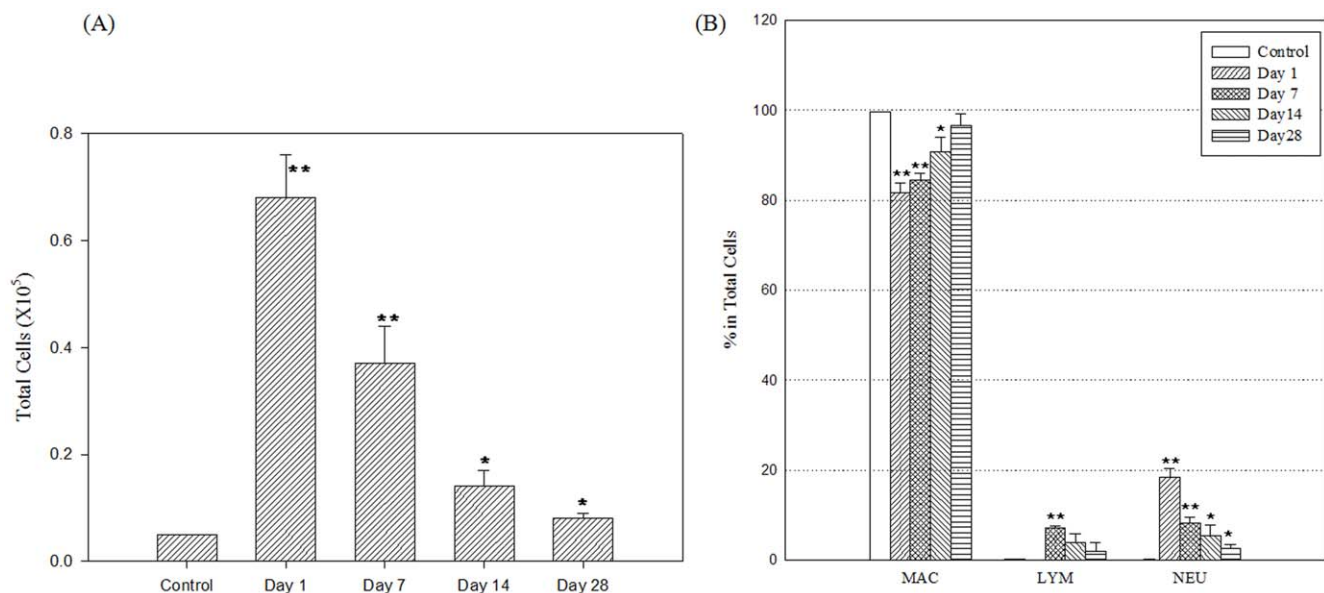 (A)
Total Cells (X10⁵)
0.8
0.6
0.4
0.2
0.0
**
**
*
*
Control Day 1 Day 7 Day 14 Day 28
(B)
% in Total Cells
120
100
80
60
40
20
0
Control
Day 1
Day 7
Day14
Day28
** ** *
**
** ** * *
MAC LYM NEU